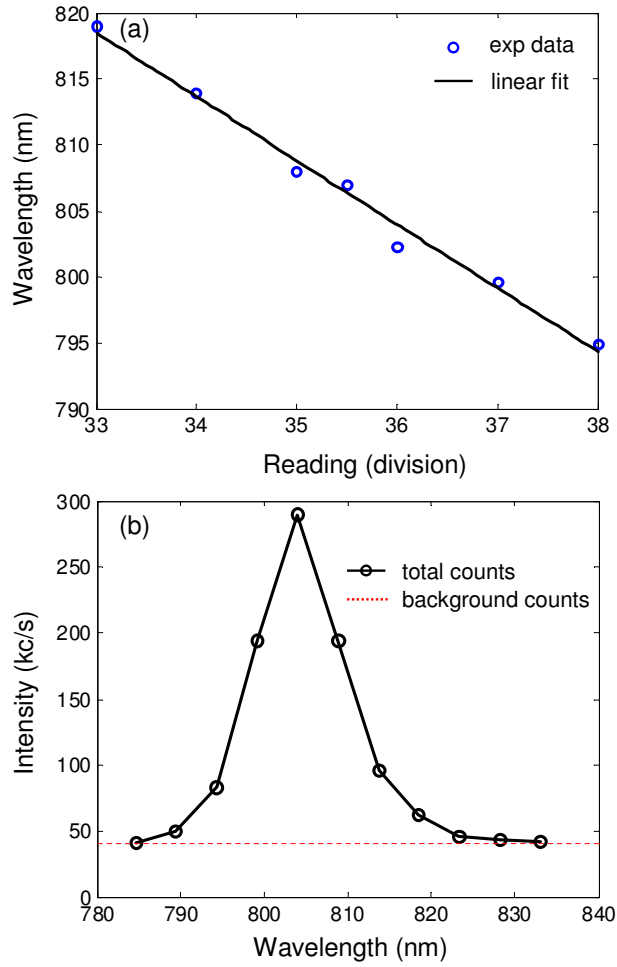 820
(a)
exp data
linear fit
815
810
805
800
795
790
Wavelength (nm)
33 34 35 36 37 38
Reading (division)
300
(b)
total counts
background counts
250
200
150
100
50
0
Intensity (kc/s)
780 790 800 810 820 830 840
Wavelength (nm)